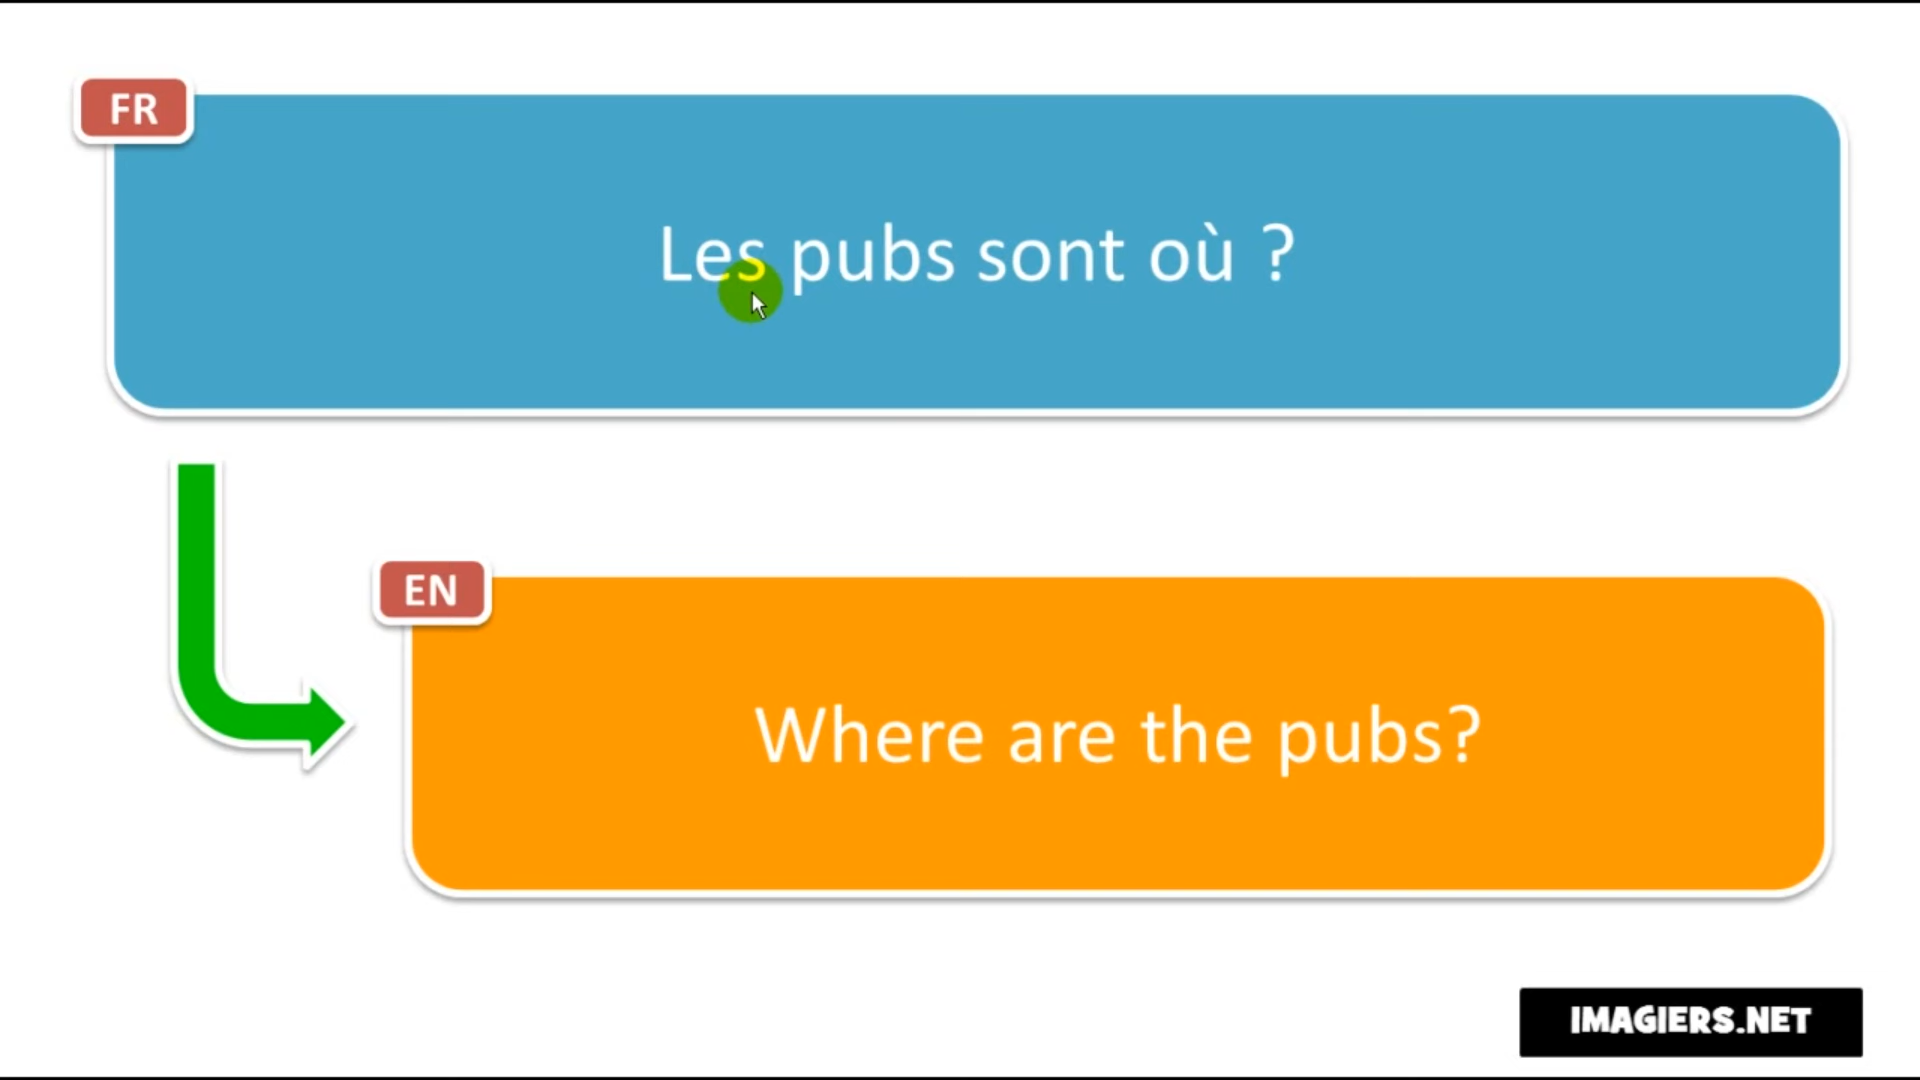 FR
Les pubs sont où ?
EN
Where are the pubs?
IMAGIERS.NET